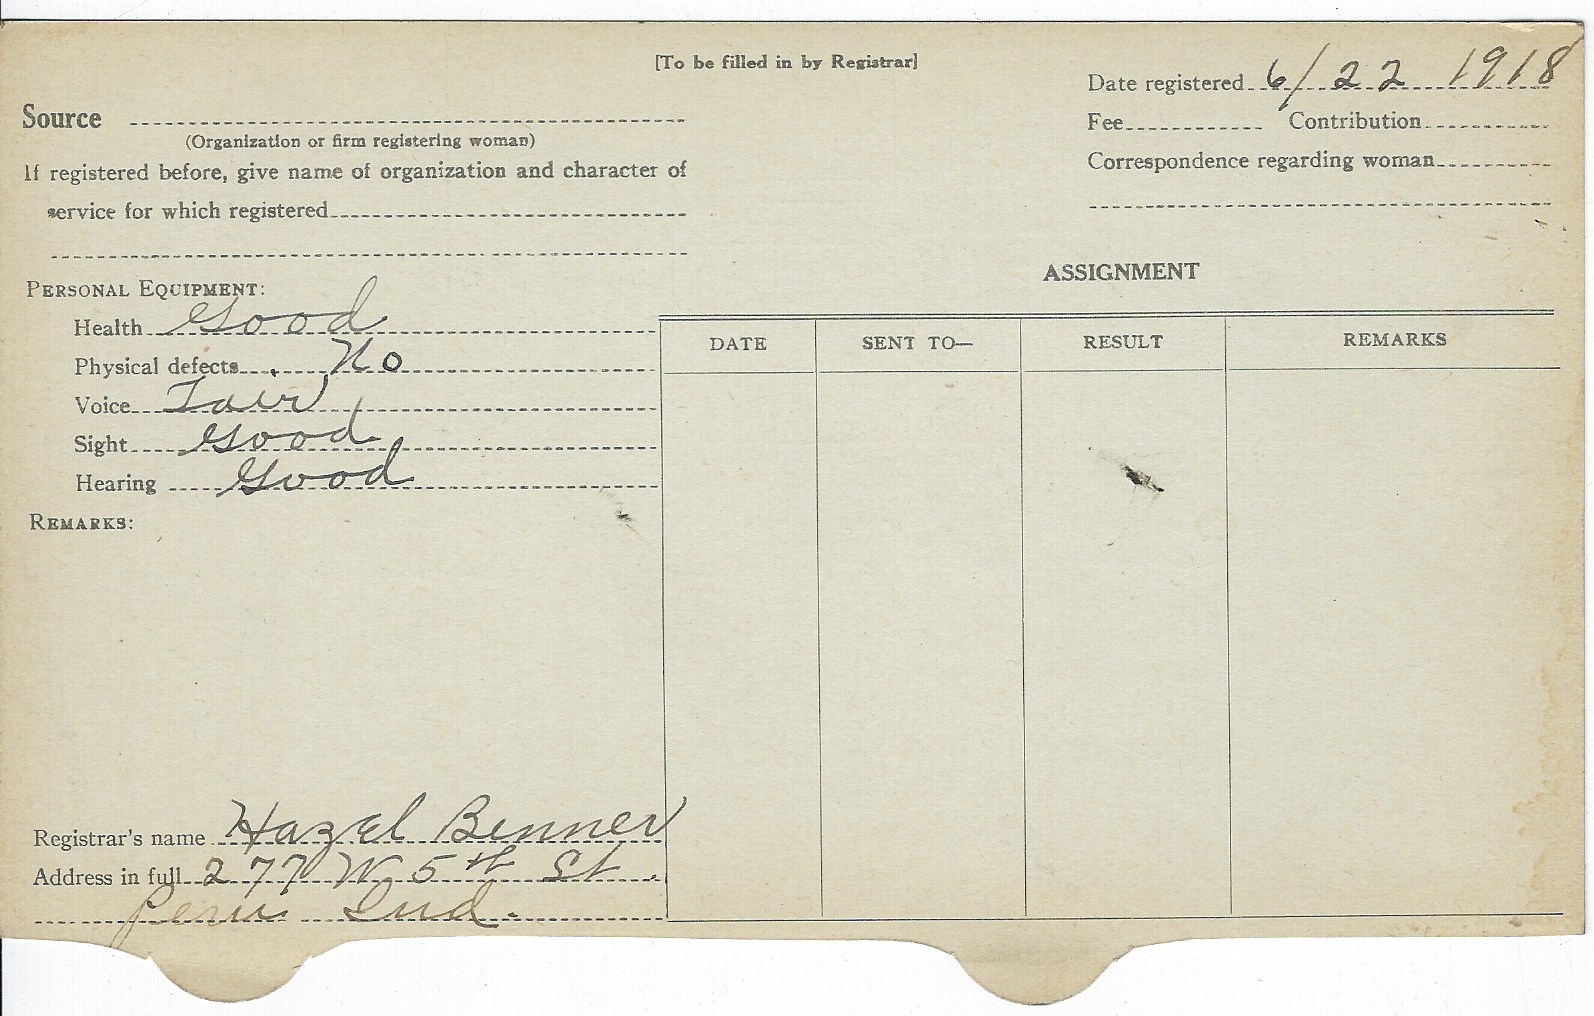 [To be filled in by Registrar]
Date registered 6/22 1918
Source
(Organization or firm registering woman)
Fee Contribution
If registered before, give name of organization and character of
service for which registered
Correspondence regarding woman
PERSONAL EQUIPMENT:
Health Good
Physical defects No
Voice Fair
Sight Good
Hearing Good
REMARKS:
ASSIGNMENT
DATE SENT TO— RESULT REMARKS
Registrar's name Hazel Benner
Address in full 277 W 5th St.
Peru Ind.